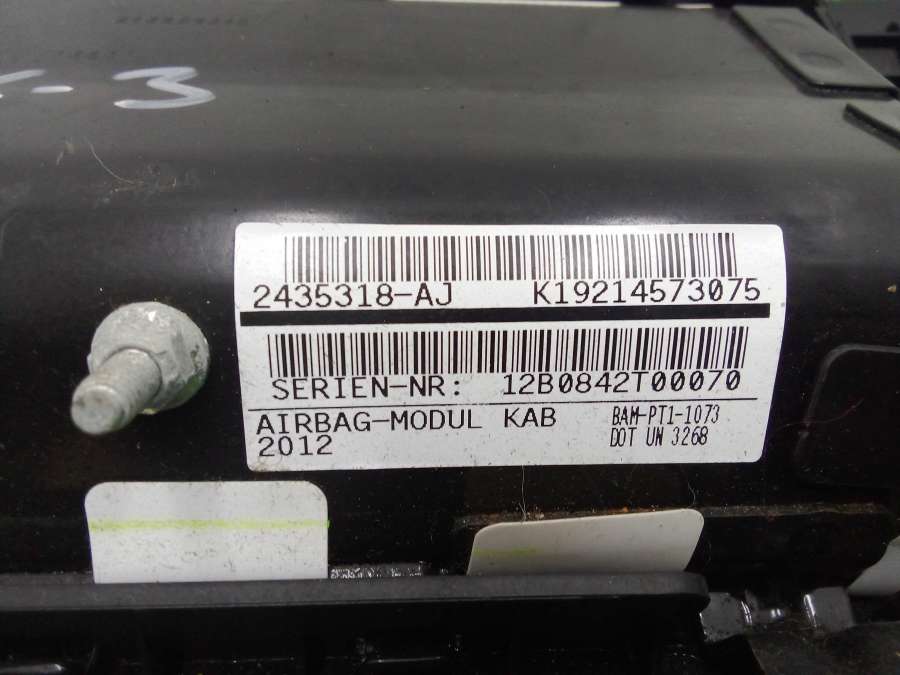 -3
2435318-AJ K19214573075
SERIEN-NR: 12B0842T00070
AIRBAG-MODUL KAB BAM-PT1-1073
2012 DOT UN 3268